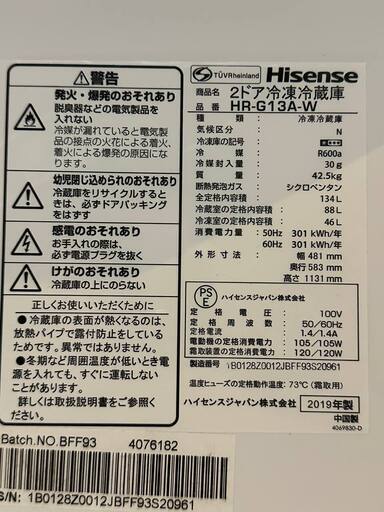 警告
発火・爆発のおそれあり
脱臭器などの電気製品を入れない
冷媒が漏れていると電気製品の接点の火花による着火、着火爆発の原因になります。
幼児閉じ込められのおそれあり
冷蔵庫をリサイクルするときはドアパッキングをはずす
感電のおそれあり
お手入れの際は、必ず電源プラグを抜く
けがのおそれあり
冷蔵庫の上にのらない
正しくお使いいただくために
●冷蔵庫の表面が熱くなるのは、放熱パイプで露付防止をしているためです。異常ではありません。
●冬期など周囲温度が低いとき電源を入れても、すぐに運転しないことがあります。
詳しくは取扱説明書をご覧ください
TÜVRheinland
Hisense
商品名 2ドア冷凍冷蔵庫
品番 HR-G13A-W
種類 : 冷凍冷蔵庫
気候区分 : N
冷凍冷蔵庫の記号 :
冷媒 : R600a
冷媒封入量 : 30g
質量 : 42.5kg
断熱発泡ガス : シクロペンタン
全定格内容積 : 134L
冷蔵室の定格内容積 : 88L
冷凍室の定格内容積 : 46L
消費電力量 : 50Hz 301 kWh/年
60Hz 301 kWh/年
外形寸法 : 幅 481 mm
奥行 583 mm
高さ 1131 mm
PS
E
ハイセンスジャパン株式会社
定格電圧 : 100V
定格周波数 : 50/60Hz
定格電流 : 1.4/1.4A
電動機の定格消費電力 : 105/105W
霜取装置の定格消費電力 : 120/120W
製造番号 : 1B0128Z0012JBFF93S20961
温度ヒューズの定格動作温度: 73℃(霜取用)
ハイセンスジャパン株式会社
2019年製
中国製
4069830-D
Batch.NO.BFF93 4076182
S/N: 1B0128Z0012JBFF93S20961